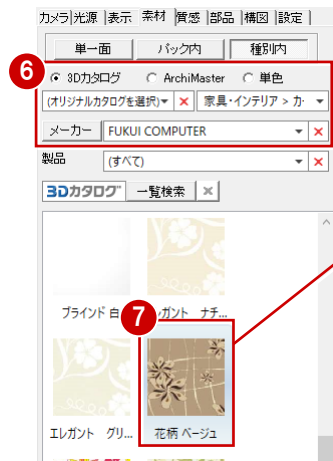 カメラ|光源|表示 素材 |質感|部品|構図|設定|
単一面 パック内 種別内
6
3Dカタログ ArchiMaster 単色
(オリジナルカタログを選択) 家具・インテリア > カ・
メーカー FUKUI COMPUTER
製品 (すべて)
3Dカタログ 一覧検索
ブラインド 白
レガント ナチ...
7
エレガント グリ...
花柄 ベージュ